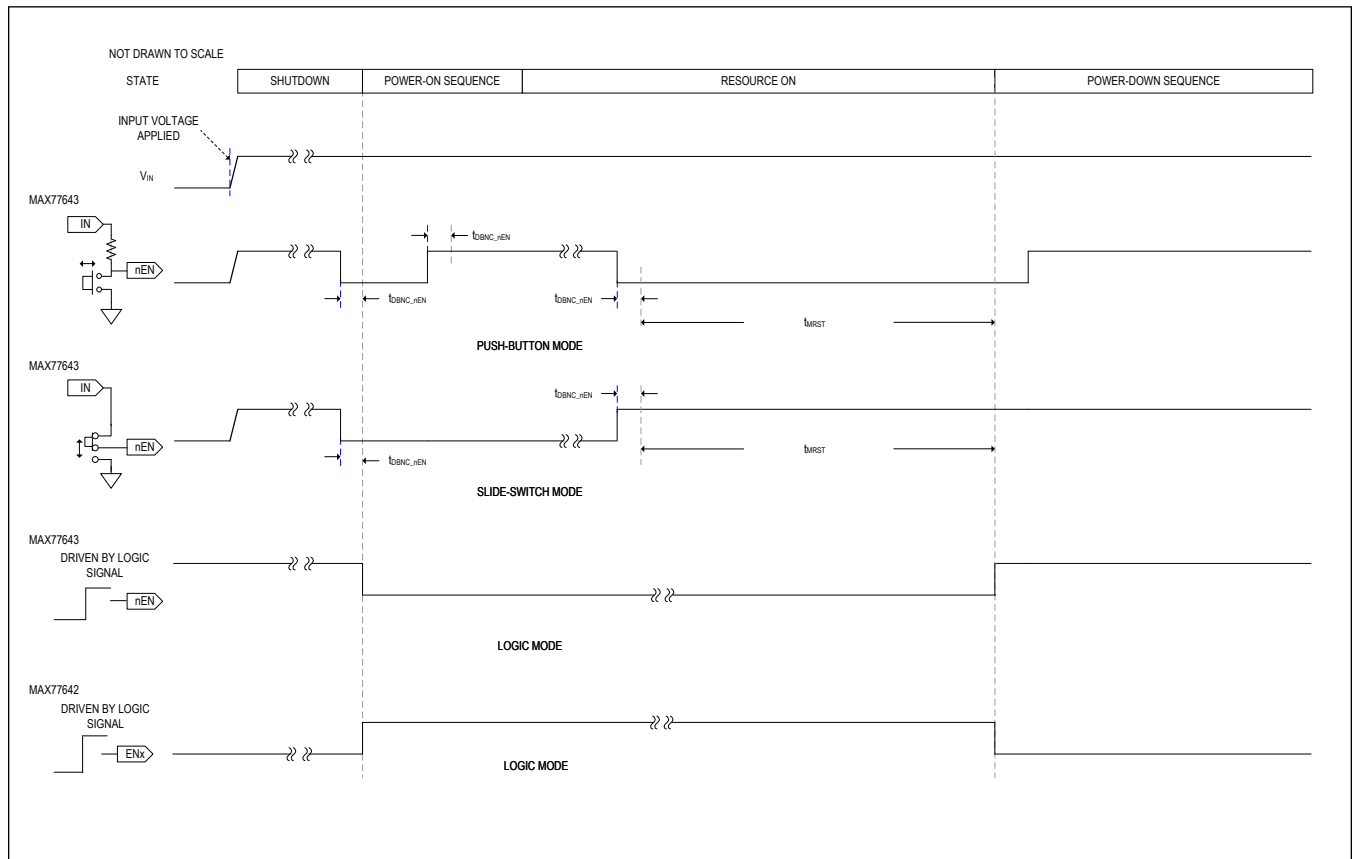 NOT DRAWN TO SCALE
STATE
SHUTDOWN
POWER-ON SEQUENCE
RESOURCE ON
POWER-DOWN SEQUENCE
INPUT VOLTAGE
APPLIED
VIN
MAX77643
IN
nEN
tDBNC_nEN
tDBNC_nEN
tDBNC_nEN
tMRST
PUSH-BUTTON MODE
MAX77643
IN
nEN
tDBNC_nEN
tDBNC_nEN
tMRST
SLIDE-SWITCH MODE
MAX77643
DRIVEN BY LOGIC
SIGNAL
nEN
LOGIC MODE
MAX77642
DRIVEN BY LOGIC
SIGNAL
ENx
LOGIC MODE